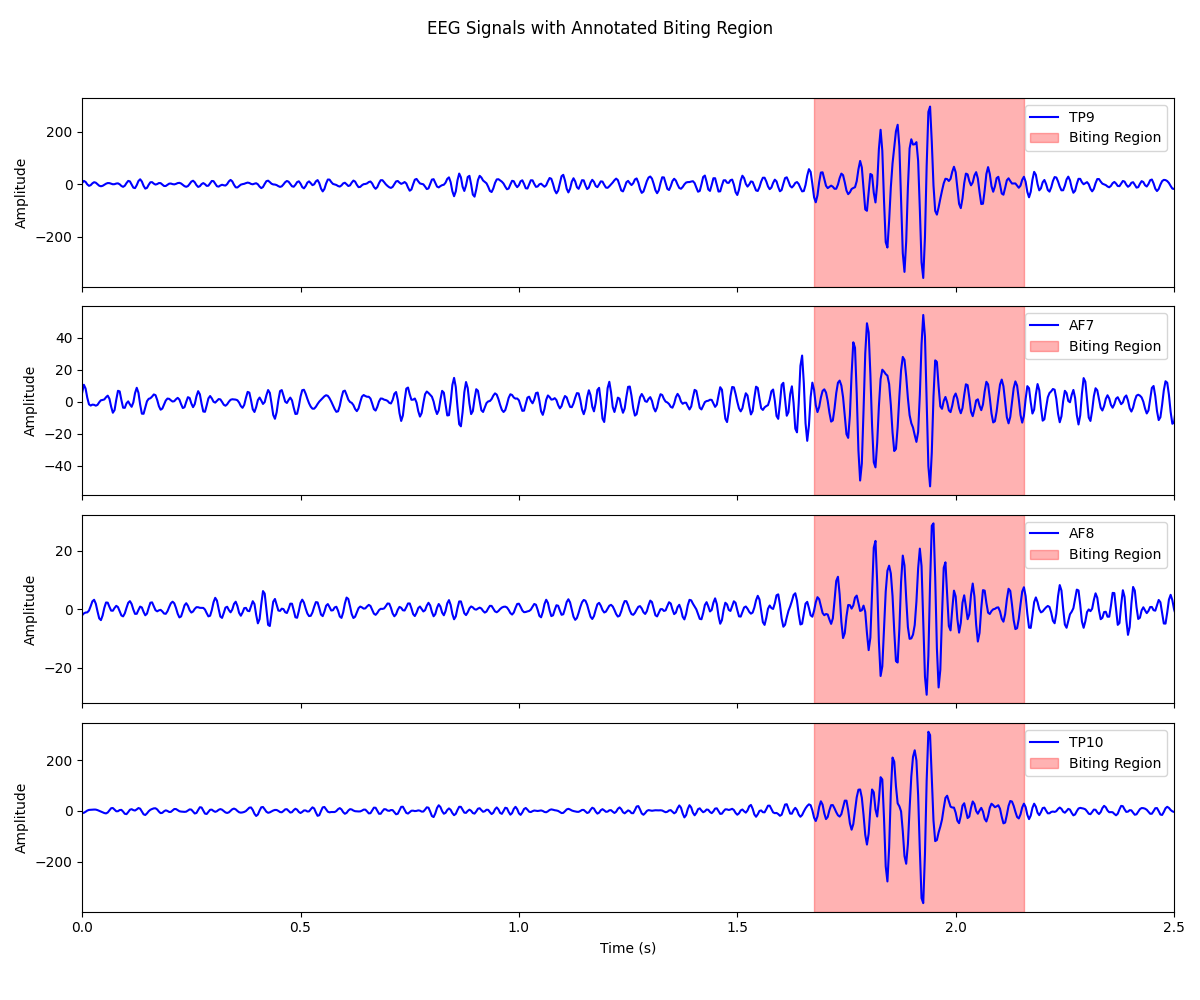 EEG Signals with Annotated Biting Region
200
0
−200
Amplitude
TP9
Biting Region
40
20
0
−20
−40
Amplitude
AF7
Biting Region
20
0
−20
Amplitude
AF8
Biting Region
200
0
−200
Amplitude
TP10
Biting Region
0.0 0.5 1.0 1.5 2.0 2.5
Time (s)